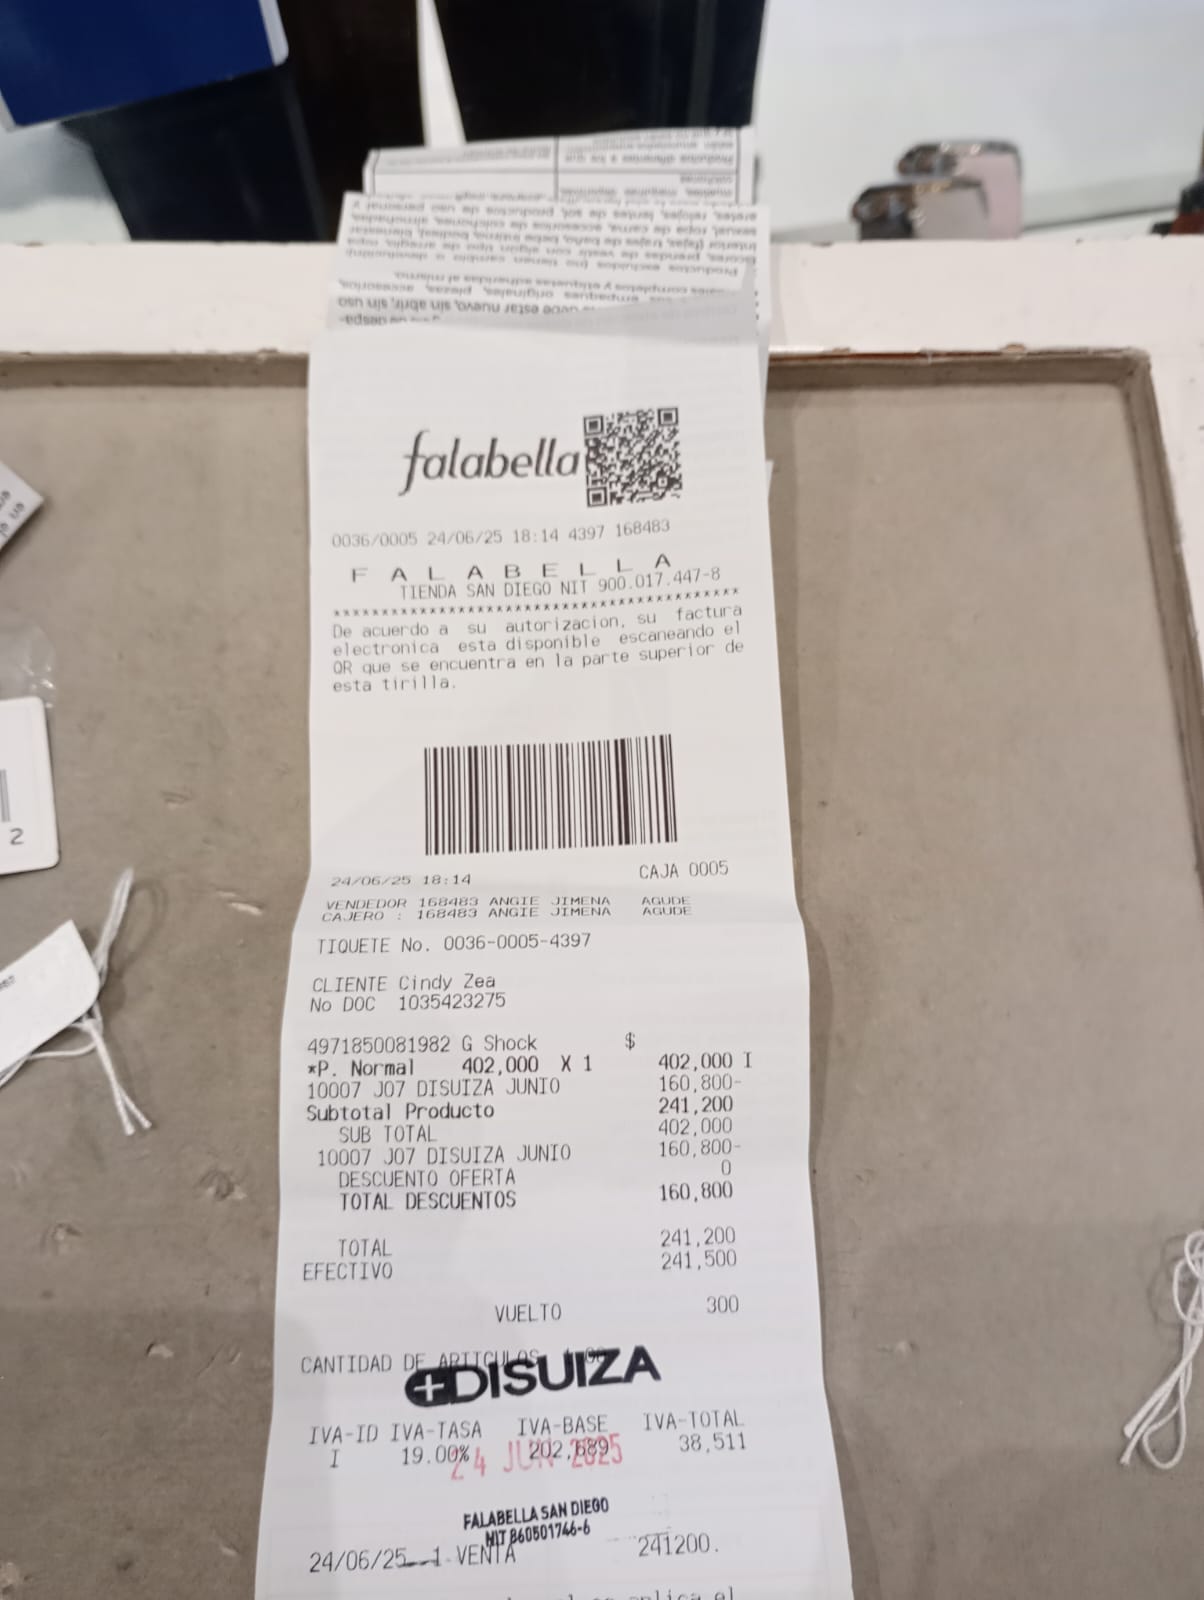 falabella
0036/0005 24/06/25 18:14 4397 168483
F A L A B E L L A
TIENDA SAN DIEGO NIT 900.017.447-8
******************************************
De acuerdo a su autorizacion, su factura
electronica esta disponible escaneando el
QR que se encuentra en la parte superior de
esta tirilla.
24/06/25 18:14 CAJA 0005
VENDEDOR 168483 ANGIE JIMENA AGUDE
CAJERO : 168483 ANGIE JIMENA AGUDE
TIQUETE No. 0036-0005-4397
CLIENTE Cindy Zea
No DOC 1035423275
4971850081982 G Shock $
*P. Normal 402,000 X 1 402,000 I
10007 J07 DISUIZA JUNIO 160,800-
Subtotal Producto 241,200
SUB TOTAL 402,000
10007 J07 DISUIZA JUNIO 160,800-
DESCUENTO OFERTA 0
TOTAL DESCUENTOS 160,800
TOTAL 241,200
EFECTIVO 241,500
VUELTO 300
CANTIDAD DE ARTICULOS
DISUIZA
IVA-ID IVA-TASA IVA-BASE IVA-TOTAL
I 19.00% 202,689 38,511
24 JUN 2025
FALABELLA SAN DIEGO
NIT 860501746-6
24/06/25 1 VENTA 241200.
2